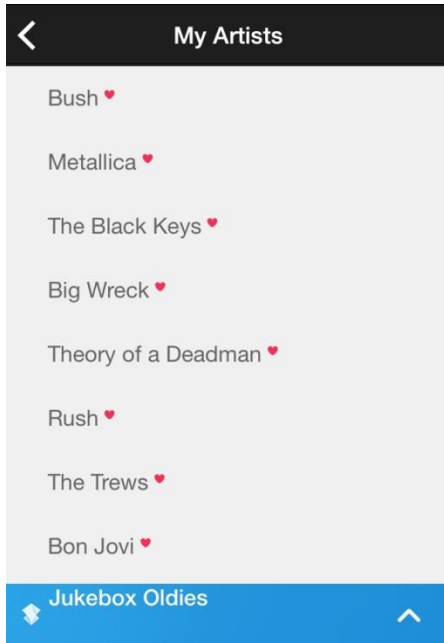 My Artists
Bush
Metallica
The Black Keys
Big Wreck
Theory of a Deadman
Rush
The Trews
Bon Jovi
Jukebox Oldies